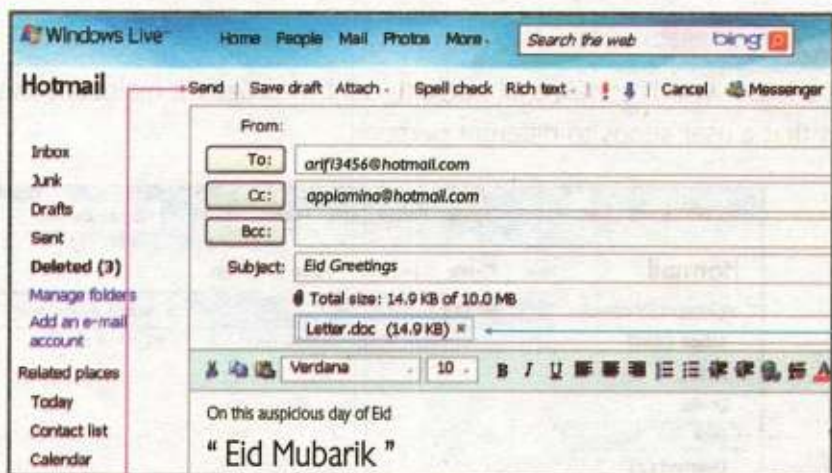 Windows Live™ Home People Mail Photos More Search the web bing
Hotmail Send | Save draft Attach | Spell check Rich text | ! | Cancel Messenger
From:
Inbox To: arifi3456@hotmail.com
Junk
Drafts Cc: appiamina@hotmail.com
Sent Bcc:
Deleted (3) Subject: Eid Greetings
Manage folders Total size: 14.9 KB of 10.0 MB
Add an e-mail
account Letter.doc (14.9 KB) ×
Related places Verdana 10 B I U A
Today On this auspicious day of Eid
Contact list
Calendar “ Eid Mubarik ”